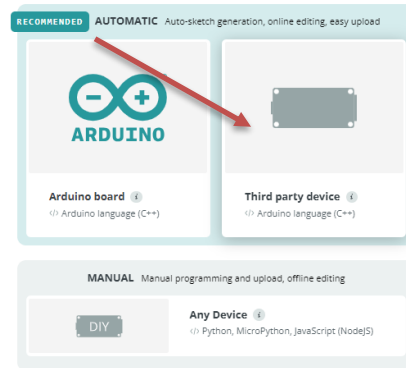 RECOMMENDED AUTOMATIC Auto-sketch generation, online editing, easy upload
ARDUINO
Arduino board i
</> Arduino language (C++)
Third party device i
</> Arduino language (C++)
MANUAL Manual programming and upload, offline editing
DIY
Any Device i
</> Python, MicroPython, JavaScript (NodeJS)